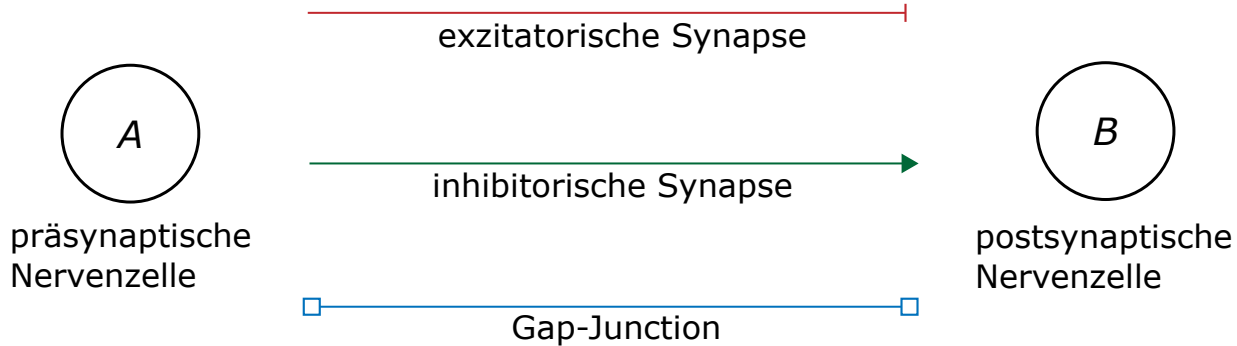 exzitatorische Synapse
A
B
inhibitorische Synapse
präsynaptische
Nervenzelle
postsynaptische
Nervenzelle
Gap-Junction